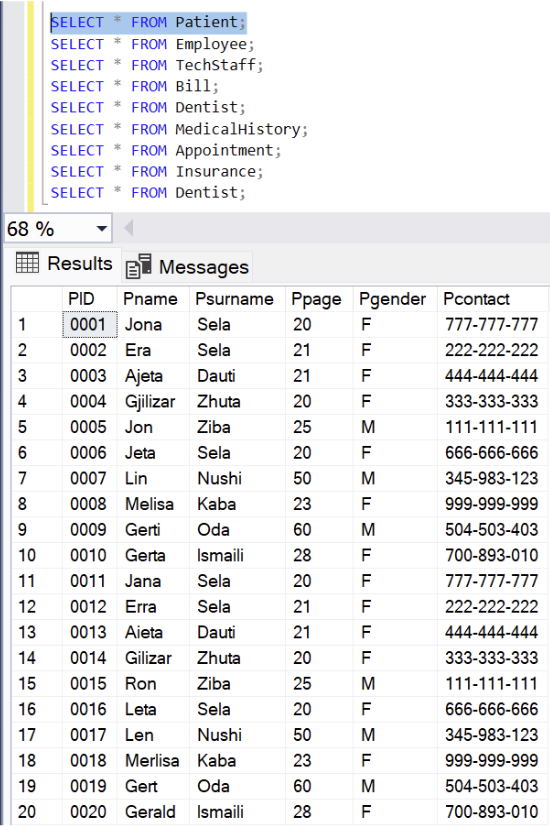 SELECT * FROM Patient;
SELECT * FROM Employee;
SELECT * FROM TechStaff;
SELECT * FROM Bill;
SELECT * FROM Dentist;
SELECT * FROM MedicalHistory;
SELECT * FROM Appointment;
SELECT * FROM Insurance;
SELECT * FROM Dentist;
68 %
Results Messages
PID Pname Psurname Ppage Pgender Pcontact
1 0001 Jona Sela 20 F 777-777-777
2 0002 Era Sela 21 F 222-222-222
3 0003 Ajeta Dauti 21 F 444-444-444
4 0004 Gjilizar Zhuta 20 F 333-333-333
5 0005 Jon Ziba 25 M 111-111-111
6 0006 Jeta Sela 20 F 666-666-666
7 0007 Lin Nushi 50 M 345-983-123
8 0008 Melisa Kaba 23 F 999-999-999
9 0009 Gerti Oda 60 M 504-503-403
10 0010 Gerta Ismaili 28 F 700-893-010
11 0011 Jana Sela 20 F 777-777-777
12 0012 Erra Sela 21 F 222-222-222
13 0013 Aieta Dauti 21 F 444-444-444
14 0014 Gilizar Zhuta 20 F 333-333-333
15 0015 Ron Ziba 25 M 111-111-111
16 0016 Leta Sela 20 F 666-666-666
17 0017 Len Nushi 50 M 345-983-123
18 0018 Merlisa Kaba 23 F 999-999-999
19 0019 Gert Oda 60 M 504-503-403
20 0020 Gerald Ismaili 28 F 700-893-010